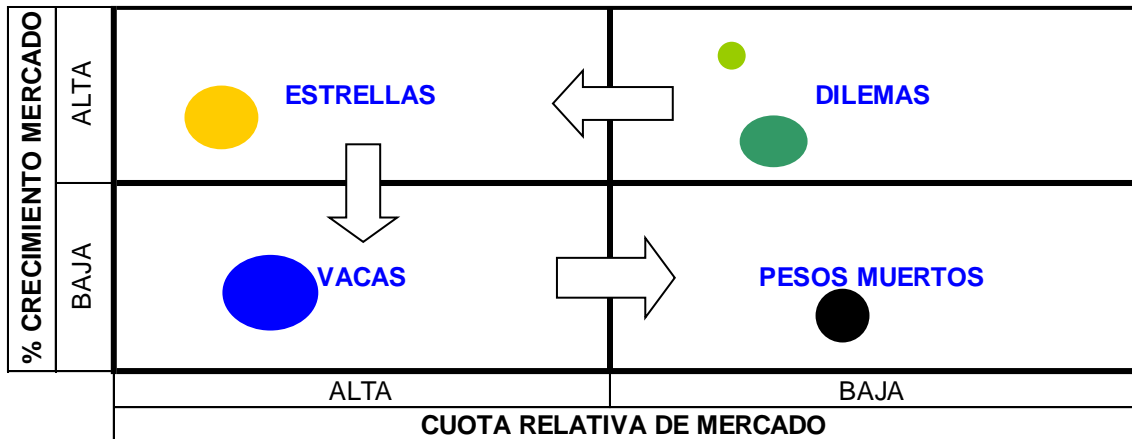 % CRECIMIENTO MERCADO
ALTA
ESTRELLAS
DILEMAS
BAJA
VACAS
PESOS MUERTOS
ALTA
BAJA
CUOTA RELATIVA DE MERCADO